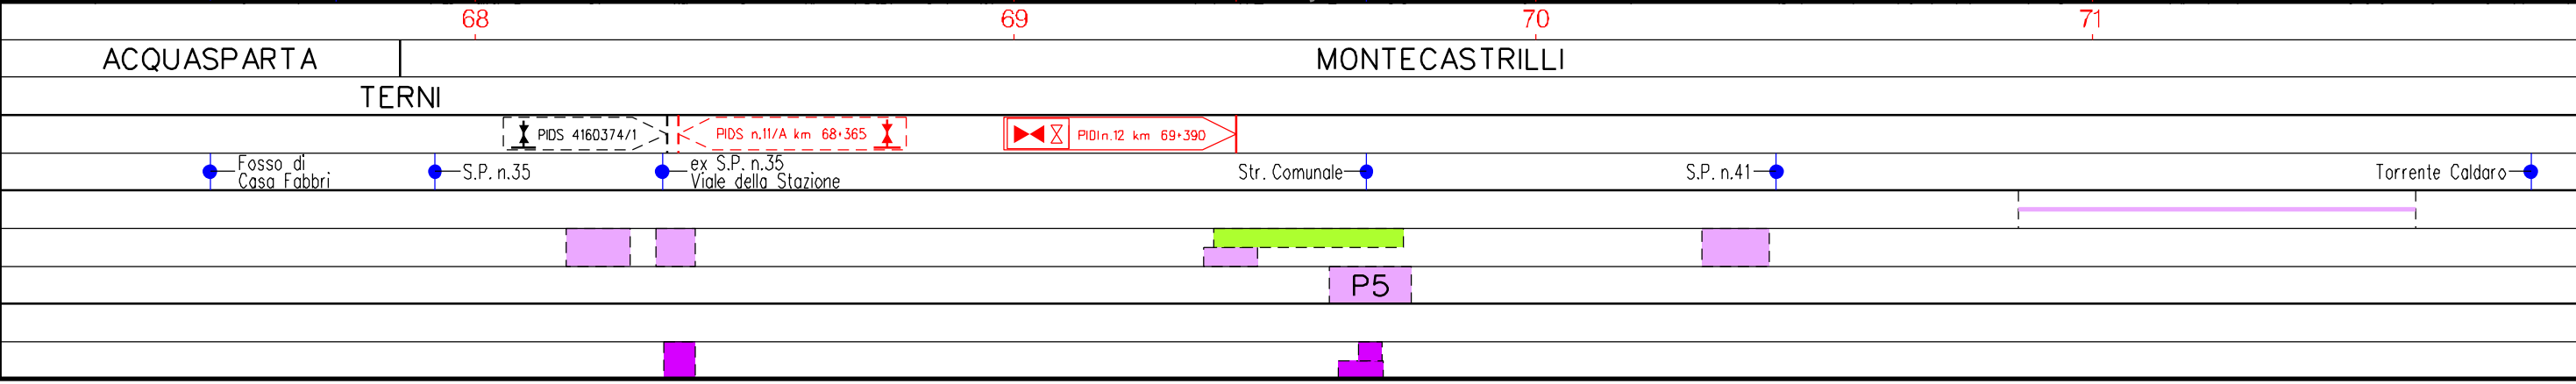 68 69 70 71
ACQUASPARTA MONTECASTRILLI
TERNI
PIDS 4160374/1 PIDS n.11/A km 68+365 PIDI n.12 km 69+390
Fosso di
Casa Fabbri
S.P. n.35
ex S.P. n.35
Viale della Stazione
Str. Comunale
S.P. n.41
Torrente Caldaro
P5